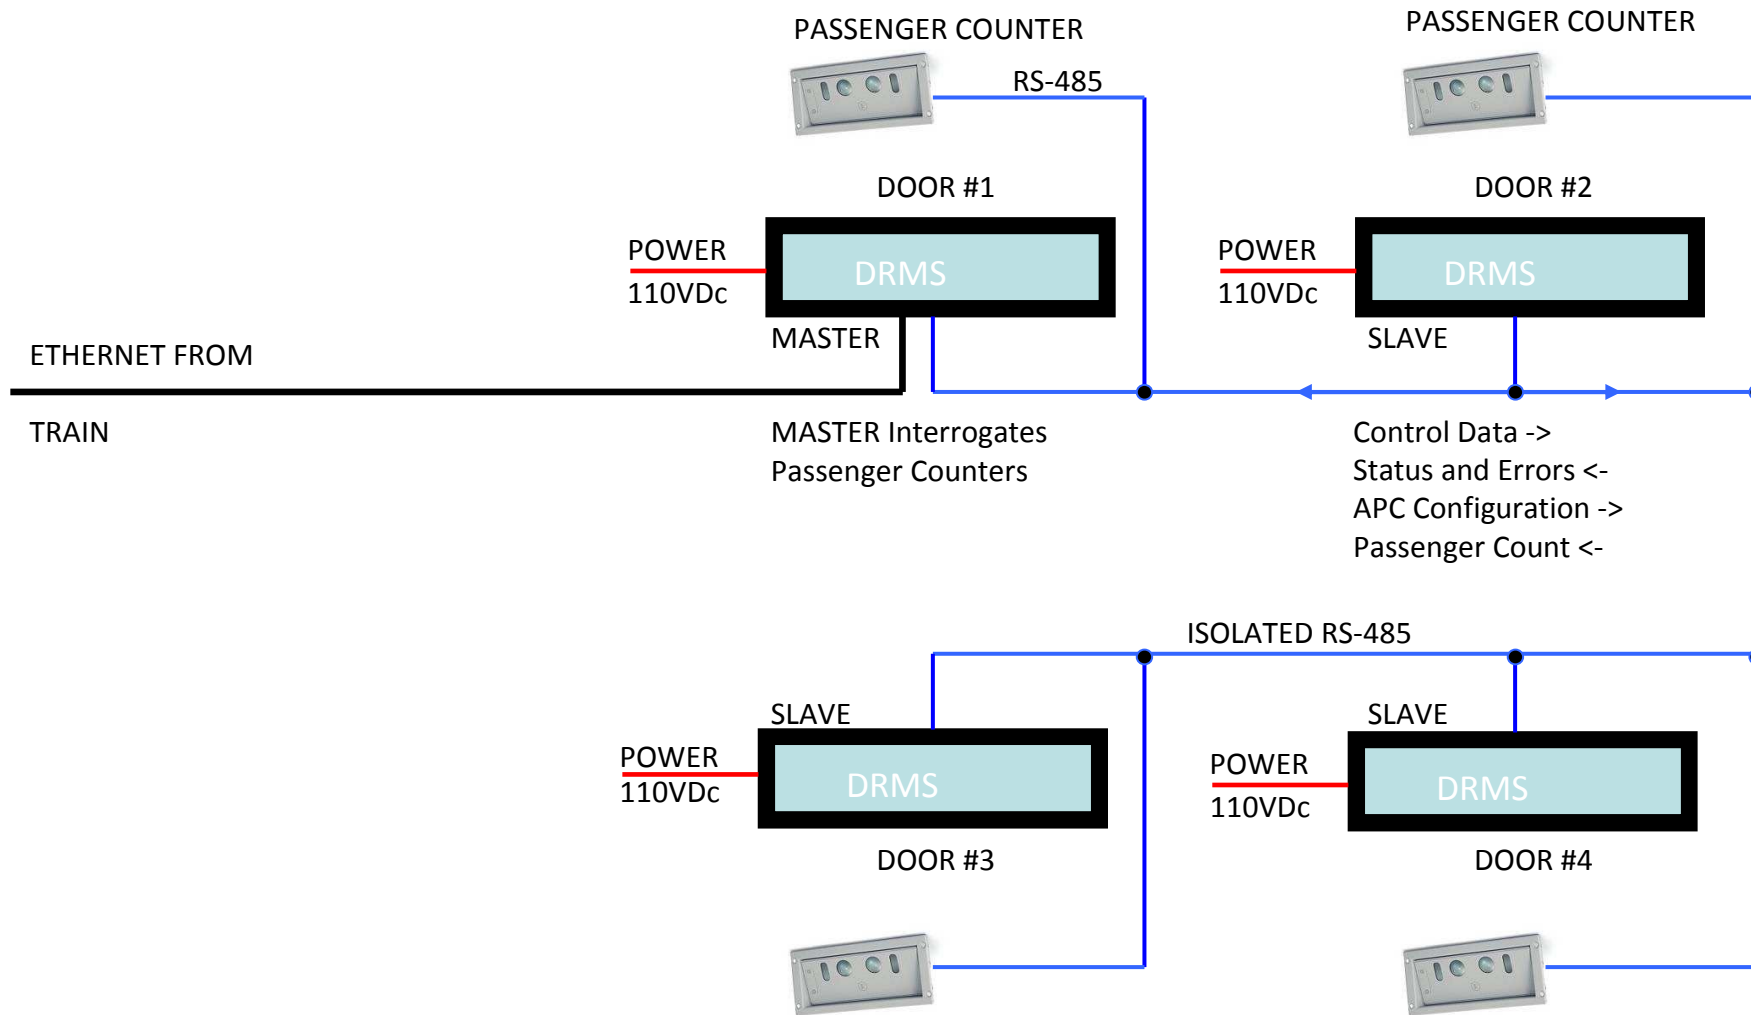 PASSENGER COUNTER
PASSENGER COUNTER
RS-485
DOOR #1
DOOR #2
POWER
110VDc
DRMS
POWER
110VDc
DRMS
MASTER
SLAVE
ETHERNET FROM
TRAIN
MASTER Interrogates
Passenger Counters
Control Data ->
Status and Errors <-
APC Configuration ->
Passenger Count <-
ISOLATED RS-485
SLAVE
SLAVE
POWER
110VDc
DRMS
POWER
110VDc
DRMS
DOOR #3
DOOR #4